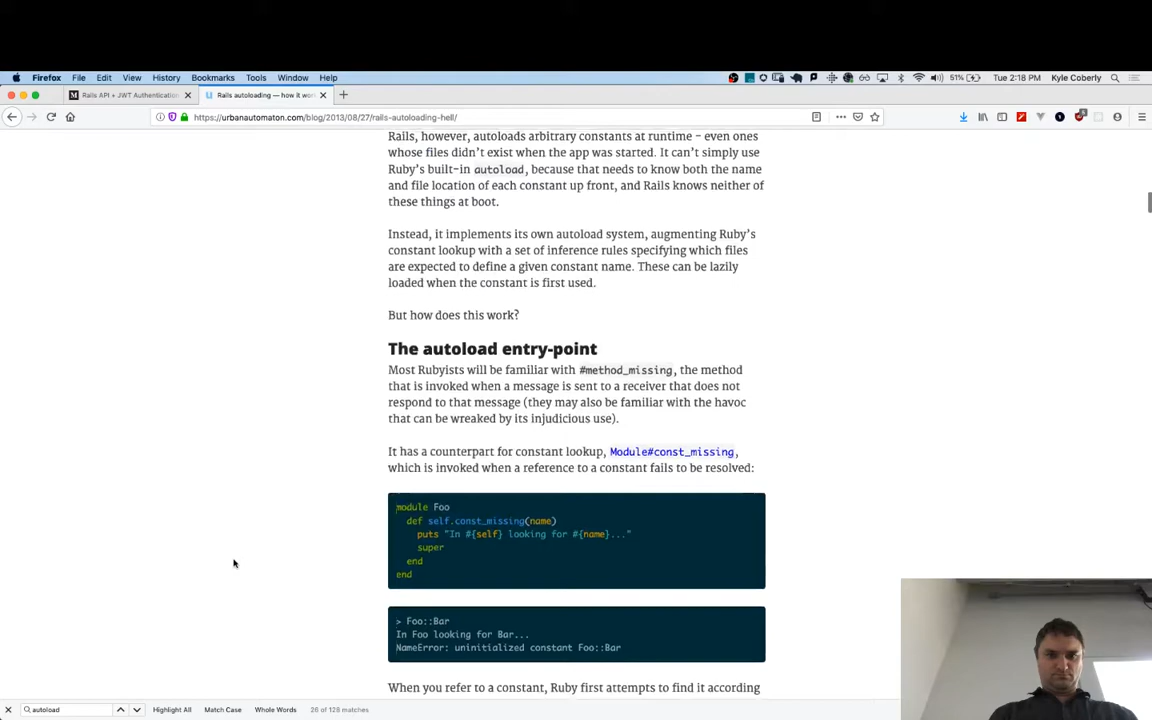 Firefox File Edit View History Bookmarks Tools Window Help
51% Tue 2:18 PM Kyle Coberly
Rails API + JWT Authentication
Rails autoloading — how it wor
https://urbanautomaton.com/blog/2013/08/27/rails-autoloading-hell/
Rails, however, autoloads arbitrary constants at runtime – even ones
whose files didn’t exist when the app was started. It can’t simply use
Ruby’s built-in autoload, because that needs to know both the name
and file location of each constant up front, and Rails knows neither of
these things at boot.
Instead, it implements its own autoload system, augmenting Ruby’s
constant lookup with a set of inference rules specifying which files
are expected to define a given constant name. These can be lazily
loaded when the constant is first used.
But how does this work?
The autoload entry-point
Most Rubyists will be familiar with #method_missing, the method
that is invoked when a message is sent to a receiver that does not
respond to that message (they may also be familiar with the havoc
that can be wreaked by its injudicious use).
It has a counterpart for constant lookup, Module#const_missing,
which is invoked when a reference to a constant fails to be resolved:
module Foo
def self.const_missing(name)
puts "In #{self} looking for #{name}..."
super
end
end
> Foo::Bar
In Foo looking for Bar...
NameError: uninitialized constant Foo::Bar
When you refer to a constant, Ruby first attempts to find it according
autoload Highlight All Match Case Whole Words 26 of 128 matches